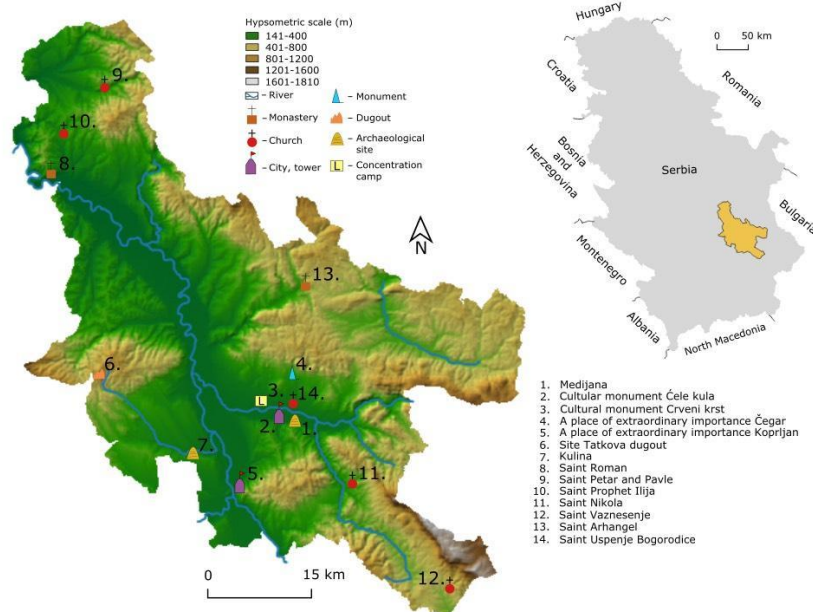 Hypsometric scale (m)
141-400
401-800
801-1200
1201-1600
1601-1810
– River
– Monastery
– Church
– City, tower
– Monument
– Dugout
– Archaeological
site
L – Concentration
camp
N
9.
10.
8.
13.
6.
4.
3.
14.
L
2.
1.
7.
5.
11.
12.
0 15 km
0 50 km
Hungary
Croatia
Romania
Bosnia
and
Herzegovina
Serbia
Bulgaria
Montenegro
Albania
North Macedonia
1. Medijana
2. Cultular monument Ćele kula
3. Cultural monument Crveni krst
4. A place of extraordinary importance Čegar
5. A place of extraordinary importance Koprljan
6. Site Tatkova dugout
7. Kulina
8. Saint Roman
9. Saint Petar and Pavle
10. Saint Prophet Ilija
11. Saint Nikola
12. Saint Vaznesenje
13. Saint Arhangel
14. Saint Uspenje Bogorodice